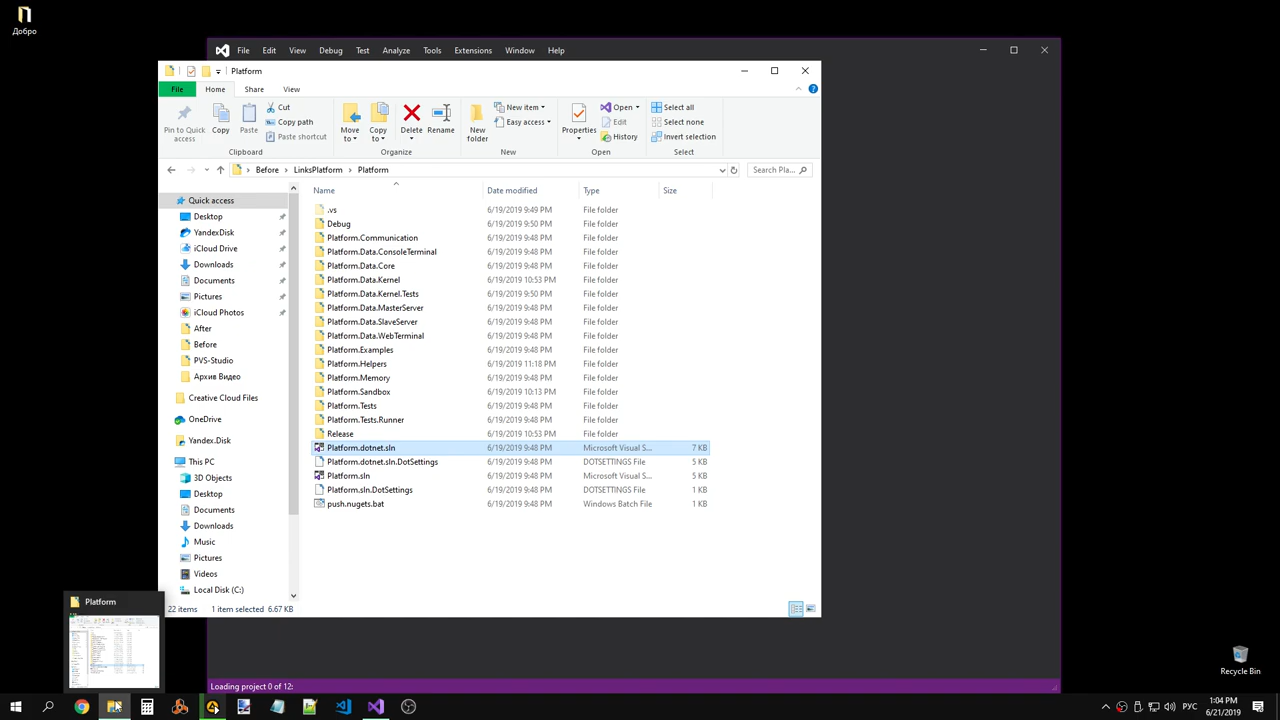 Добро
File Edit View Debug Test Analyze Tools Extensions Window Help
Platform
File Home Share View
Pin to Quick access
Copy
Paste
Cut
Copy path
Paste shortcut
Move to
Copy to
Delete
Rename
New folder
New item
Easy access
Properties
Open
Edit
History
Select all
Select none
Invert selection
Clipboard Organize New Open Select
Before LinksPlatform Platform
Search Pla...
Name Date modified Type Size
Quick access
Desktop
YandexDisk
iCloud Drive
Downloads
Documents
Pictures
iCloud Photos
After
Before
PVS-Studio
Архив Видео
Creative Cloud Files
OneDrive
Yandex.Disk
This PC
3D Objects
Desktop
Documents
Downloads
Music
Pictures
Videos
Local Disk (C:)
.vs 6/19/2019 9:49 PM File folder
Debug 6/19/2019 9:50 PM File folder
Platform.Communication 6/19/2019 9:48 PM File folder
Platform.Data.ConsoleTerminal 6/19/2019 9:48 PM File folder
Platform.Data.Core 6/19/2019 9:48 PM File folder
Platform.Data.Kernel 6/19/2019 10:53 PM File folder
Platform.Data.Kernel.Tests 6/19/2019 9:50 PM File folder
Platform.Data.MasterServer 6/19/2019 9:48 PM File folder
Platform.Data.SlaveServer 6/19/2019 9:48 PM File folder
Platform.Data.WebTerminal 6/19/2019 9:48 PM File folder
Platform.Examples 6/19/2019 9:48 PM File folder
Platform.Helpers 6/19/2019 11:18 PM File folder
Platform.Memory 6/19/2019 9:48 PM File folder
Platform.Sandbox 6/19/2019 10:13 PM File folder
Platform.Tests 6/19/2019 9:48 PM File folder
Platform.Tests.Runner 6/19/2019 9:48 PM File folder
Release 6/19/2019 10:53 PM File folder
Platform.dotnet.sln 6/19/2019 9:48 PM Microsoft Visual S... 7 KB
Platform.dotnet.sln.DotSettings 6/19/2019 9:48 PM DOTSETTINGS File 5 KB
Platform.sln 6/19/2019 9:48 PM Microsoft Visual S... 5 KB
Platform.sln.DotSettings 6/19/2019 9:48 PM DOTSETTINGS File 1 KB
push.nugets.bat 6/19/2019 9:48 PM Windows Batch File 1 KB
22 items 1 item selected 6.67 KB
Platform
Loading project 0 of 12:
Recycle Bin
РУС
1:04 PM
6/21/2019